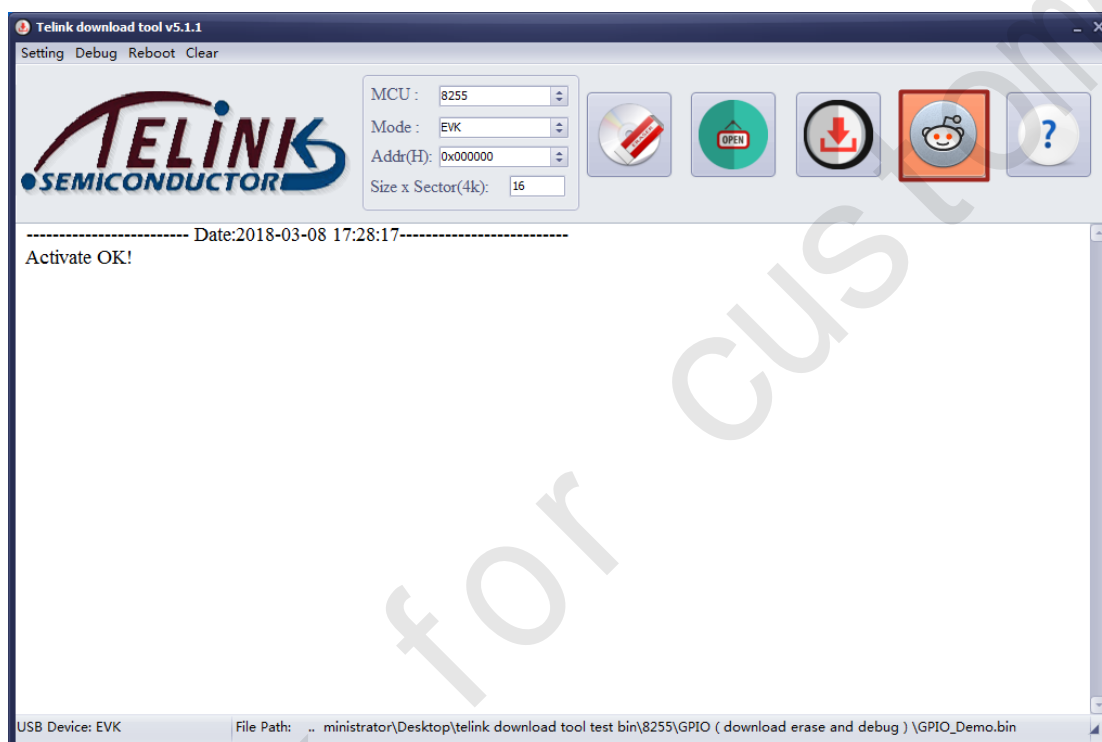 Telink download tool v5.1.1
Setting Debug Reboot Clear
TELINK
SEMICONDUCTOR
MCU : 8255
Mode : EVK
Addr(H): 0x000000
Size x Sector(4k): 16
OPEN
?
------------------------- Date:2018-03-08 17:28:17--------------------------
Activate OK!
for custom
USB Device: EVK File Path: .. ministrator\Desktop\telink download tool test bin\8255\GPIO ( download erase and debug ) \GPIO_Demo.bin